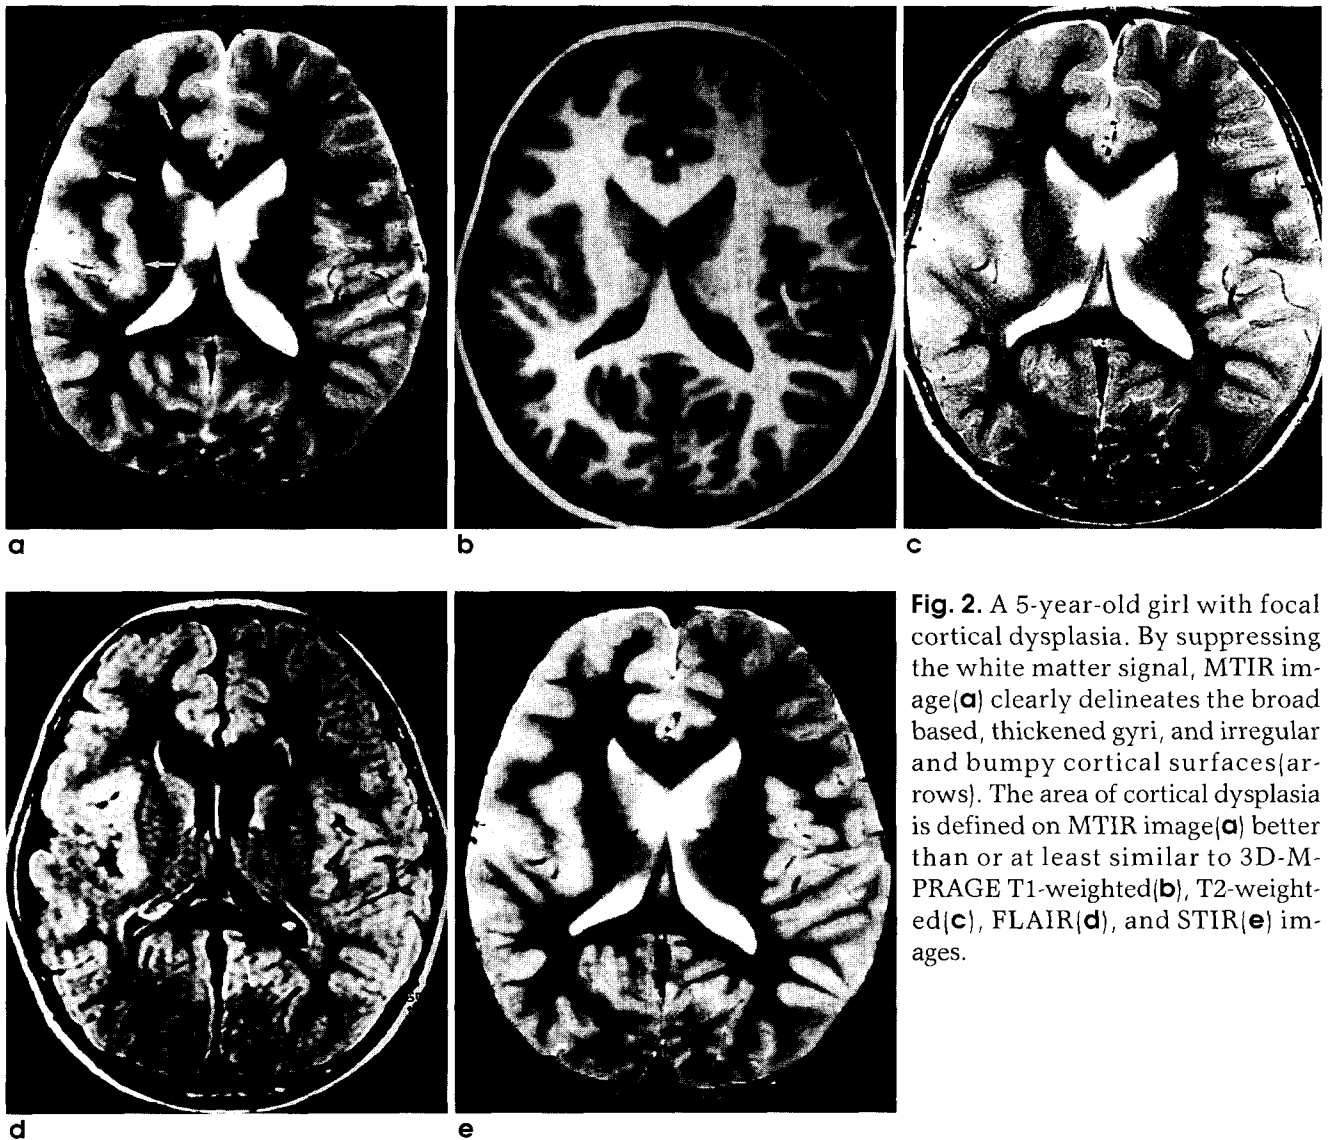 a
b
c
d
e
Fig. 2. A 5-year-old girl with focal
cortical dysplasia. By suppressing
the white matter signal, MTIR im-
age(a) clearly delineates the broad
based, thickened gyri, and irregular
and bumpy cortical surfaces(ar-
rows). The area of cortical dysplasia
is defined on MTIR image(a) better
than or at least similar to 3D-M-
PRAGE T1-weighted(b), T2-weight-
ed(c), FLAIR(d), and STIR(e) im-
ages.